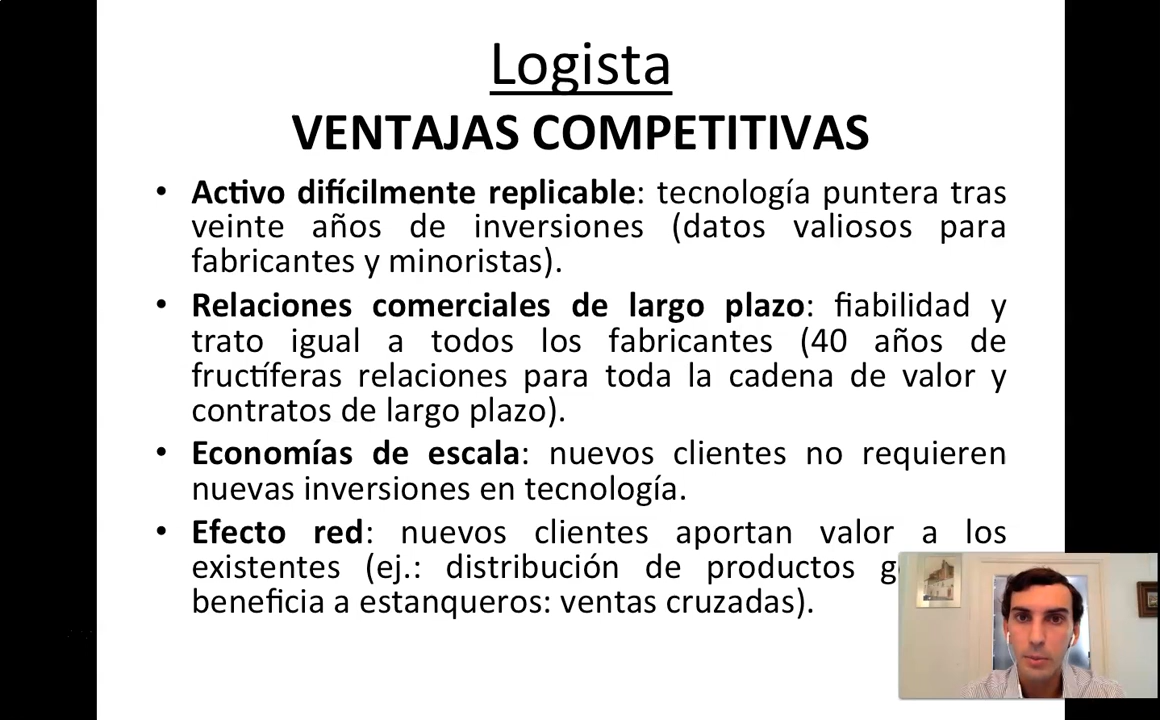 Logista
VENTAJAS COMPETITIVAS
• Activo difícilmente replicable: tecnología puntera tras
veinte años de inversiones (datos valiosos para
fabricantes y minoristas).
• Relaciones comerciales de largo plazo: fiabilidad y
trato igual a todos los fabricantes (40 años de
fructíferas relaciones para toda la cadena de valor y
contratos de largo plazo).
• Economías de escala: nuevos clientes no requieren
nuevas inversiones en tecnología.
• Efecto red: nuevos clientes aportan valor a los
existentes (ej.: distribución de productos
beneficia a estanqueros: ventas cruzadas).